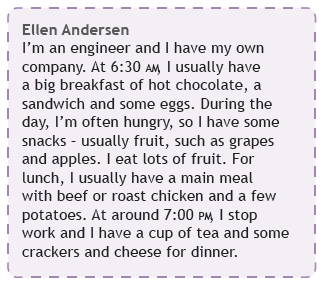 Ellen Andersen
I'm an engineer and I have my own
company. At 6:30 AM, I usually have
a big breakfast of hot chocolate, a
sandwich and some eggs. During the
day, I'm often hungry, so I have some
snacks – usually fruit, such as grapes
and apples. I eat lots of fruit. For
lunch, I usually have a main meal
with beef or roast chicken and a few
potatoes. At around 7:00 PM, I stop
work and I have a cup of tea and some
crackers and cheese for dinner.